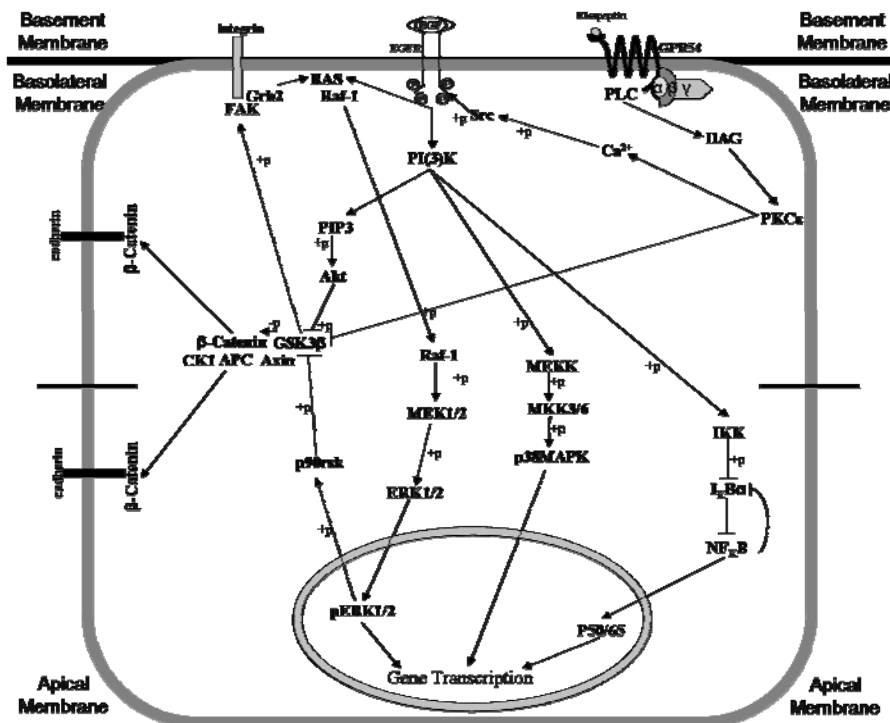 Basement
Membrane
Basolateral
Membrane
Integrin
EGF
EGFR
Kisspeptin
GPR54
Basement
Membrane
Basolateral
Membrane
Grb2
FAK
RAS
Raf-1
PLC
α β γ
+p
Src
+p
Ca²⁺
DAG
PI(3)K
PKCε
+p
cadherin
β-Catenin
PIP3
+p
Akt
+p
+p
-p
+p
β-Catenin GSK3β
CK1 APC Axin
Raf-1
+p
MEK1/2
+p
ERK1/2
MEKK
+p
MKK3/6
+p
p38MAPK
+p
IKK
+p
IκBα
NFκB
cadherin
β-Catenin
+p
p90rsk
+p
pERK1/2
P50/65
Gene Transcription
Apical
Membrane
Apical
Membrane